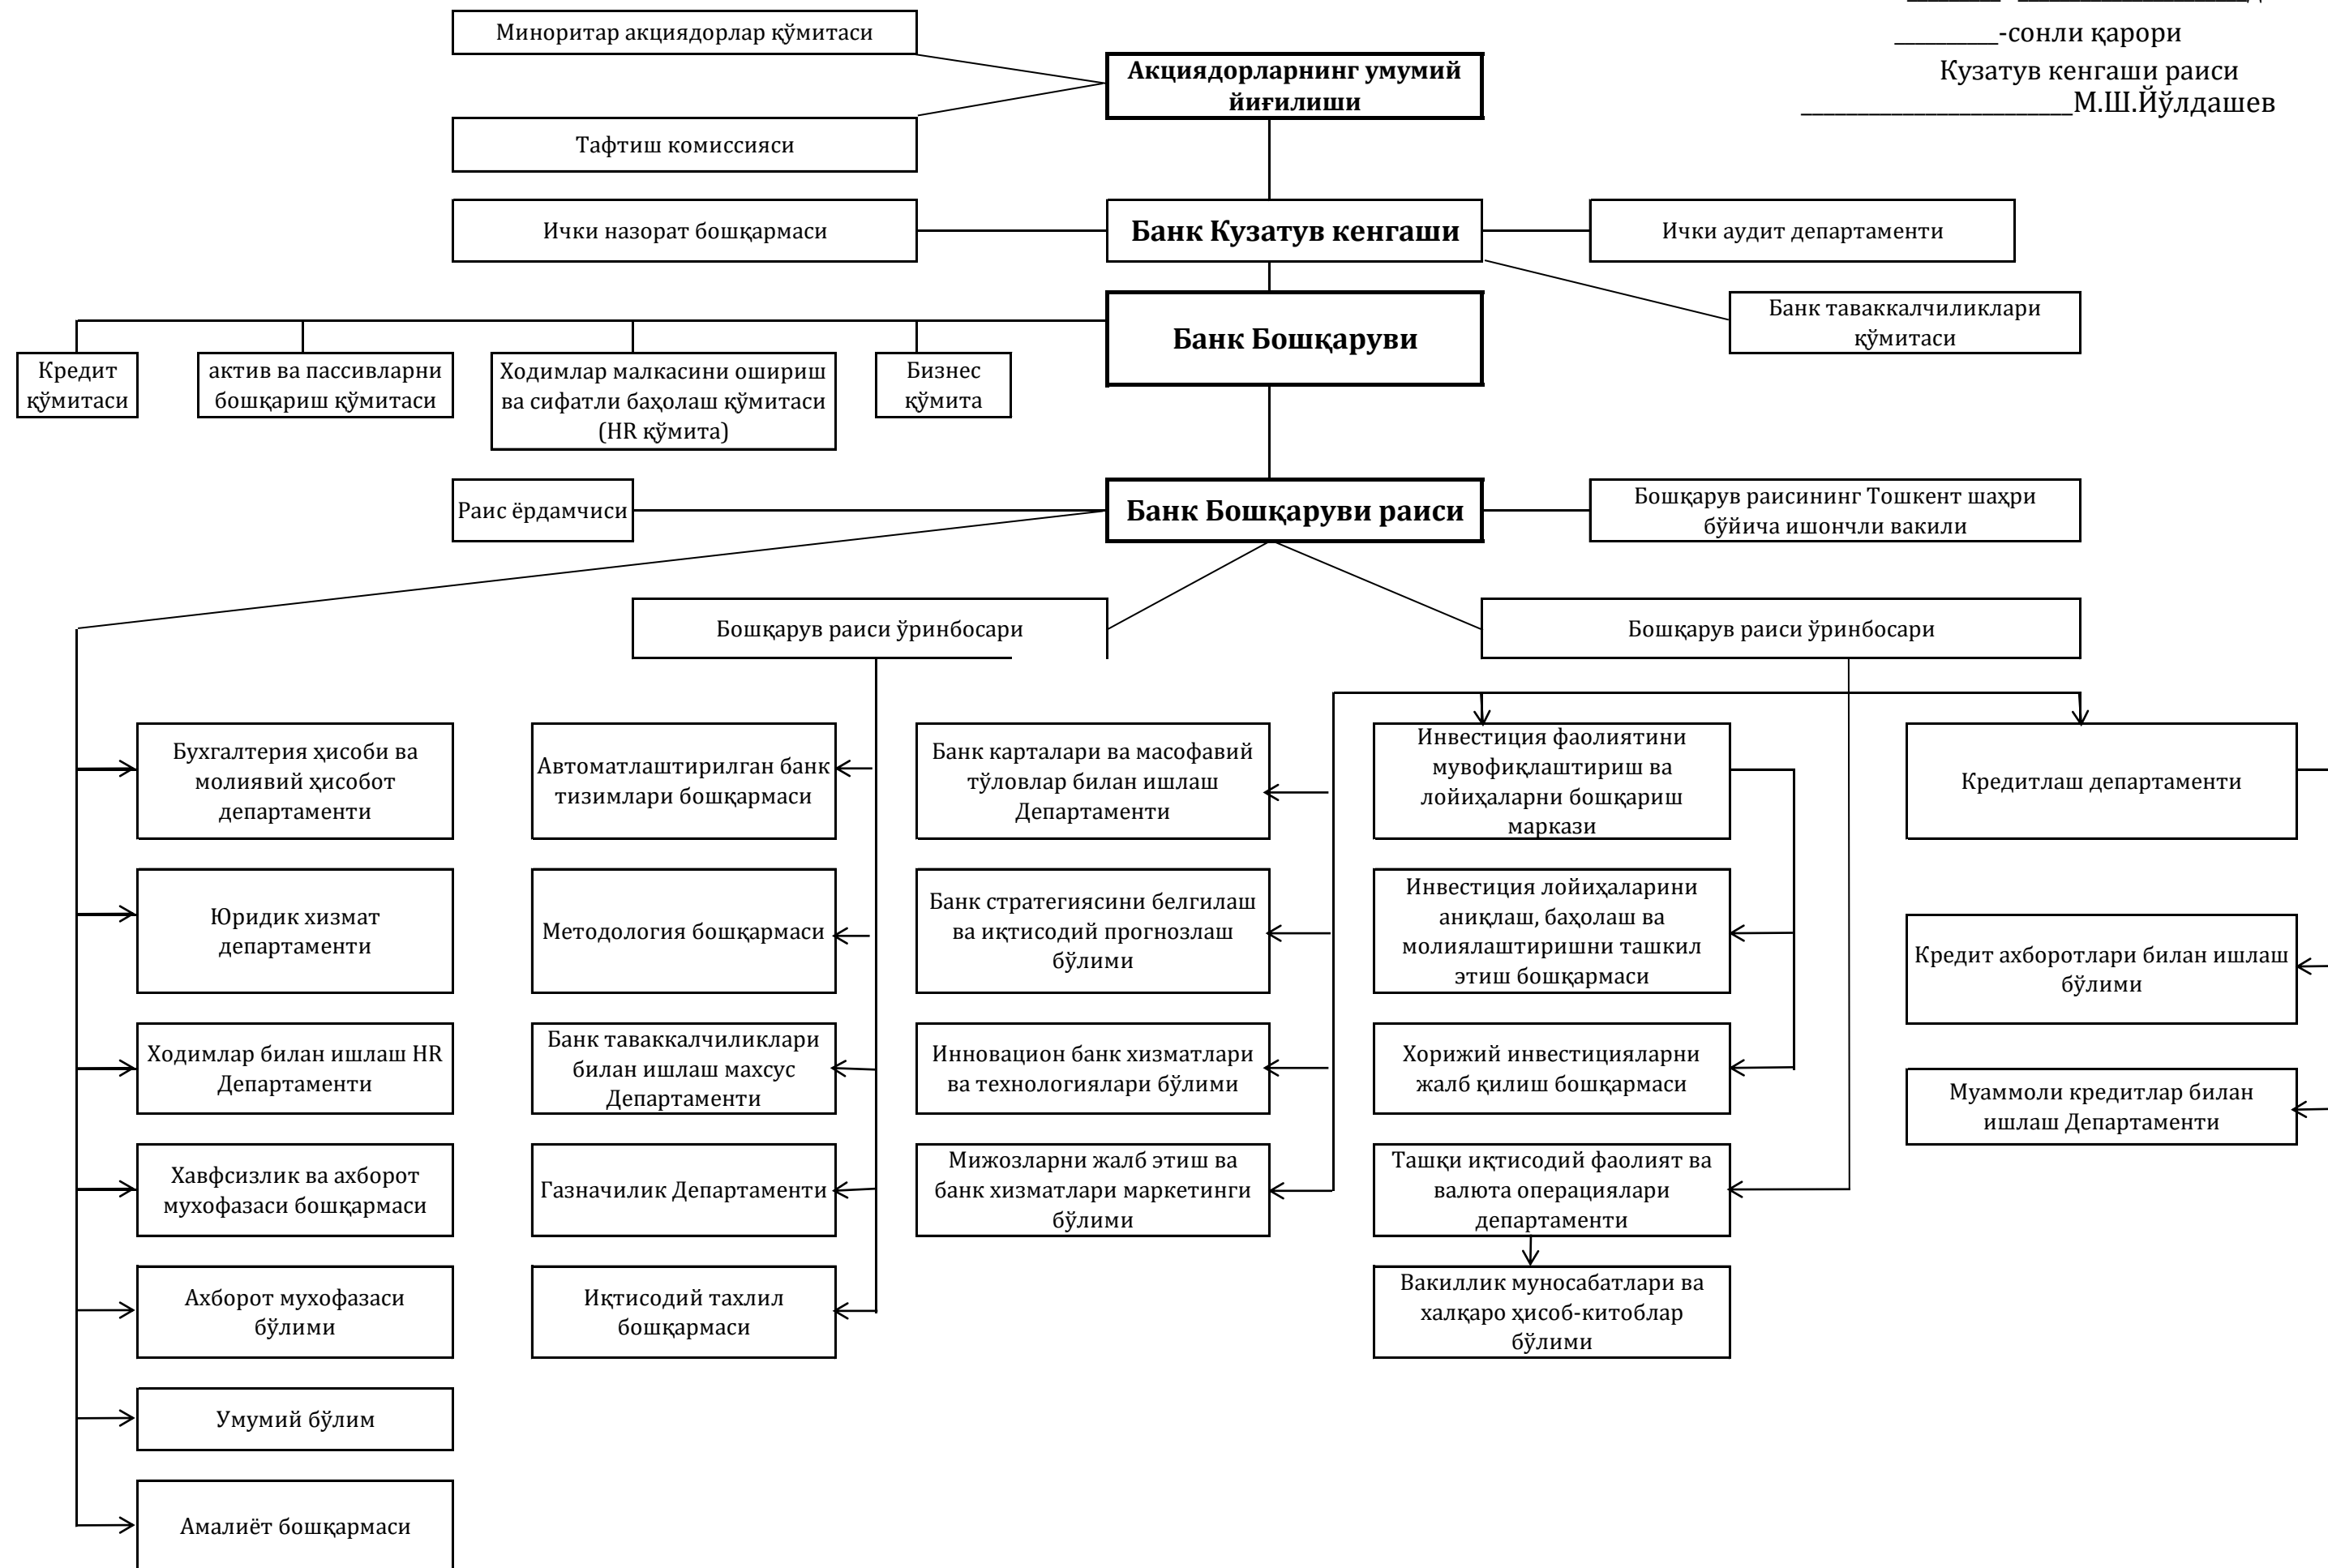 -сонли қарори
Кузатув кенгаши раиси
М.Ш.Йўлдашев
Миноритар акциядорлар қўмитаси
Акциядорларнинг умумий
йиғилиши
Тафтиш комиссияси
Ички назорат бошқармаси
Банк Кузатув кенгаши
Ички аудит департаменти
Банк таваккалчиликлари
қўмитаси
Банк Бошқаруви
Кредит
қўмитаси
актив ва пассивларни
бошқариш қўмитаси
Ходимлар малкасини ошириш
ва сифатли баҳолаш қўмитаси
(HR қўмита)
Бизнес
қўмита
Раис ёрдамчиси
Банк Бошқаруви раиси
Бошқарув раисининг Тошкент шаҳри
бўйича ишончли вакили
Бошқарув раиси ўринбосари
Бошқарув раиси ўринбосари
Бухгалтерия ҳисоби ва
молиявий ҳисобот
департаменти
Автоматлаштирилган банк
тизимлари бошқармаси
Банк карталари ва масофавий
тўловлар билан ишлаш
Департаменти
Инвестиция фаолиятини
мувофиқлаштириш ва
лойиҳаларни бошқариш
маркази
Кредитлаш департаменти
Юридик хизмат
департаменти
Методология бошқармаси
Банк стратегиясини белгилаш
ва иқтисодий прогнозлаш
бўлими
Инвестиция лойиҳаларини
аниқлаш, баҳолаш ва
молиялаштиришни ташкил
этиш бошқармаси
Кредит ахборотлари билан ишлаш
бўлими
Ходимлар билан ишлаш HR
Департаменти
Банк таваккалчиликлари
билан ишлаш махсус
Департаменти
Инновацион банк хизматлари
ва технологиялари бўлими
Хорижий инвестицияларни
жалб қилиш бошқармаси
Муаммоли кредитлар билан
ишлаш Департаменти
Хавфсизлик ва ахборот
мухофазаси бошқармаси
Газначилик Департаменти
Мижозларни жалб этиш ва
банк хизматлари маркетинги
бўлими
Ташқи иқтисодий фаолият ва
валюта операциялари
департаменти
Ахборот мухофазаси
бўлими
Иқтисодий тахлил
бошқармаси
Вакиллик муносабатлари ва
халқаро ҳисоб-китоблар
бўлими
Умумий бўлим
Амалиёт бошқармаси